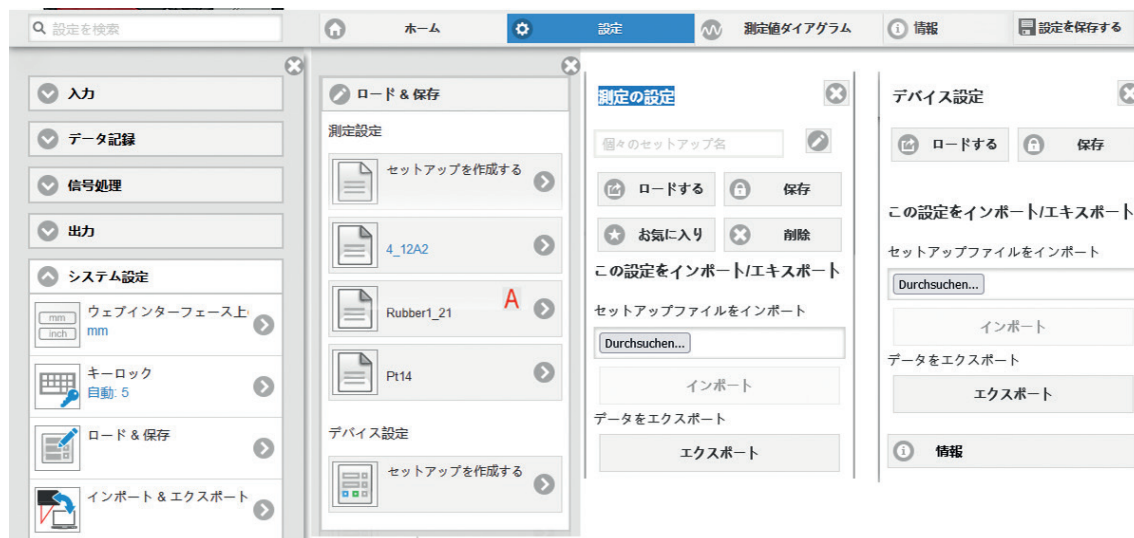 設定を検索
ホーム
設定
測定値ダイアグラム
情報
設定を保存する
入力
データ記録
信号処理
出力
システム設定
mm
inch
ウェブインターフェース上
mm
キーロック
自動: 5
ロード & 保存
インポート & エクスポート
ロード & 保存
測定設定
セットアップを作成する
4_12A2
Rubber1_21
A
Pt14
デバイス設定
セットアップを作成する
測定の設定
個々のセットアップ名
ロードする
保存
お気に入り
削除
この設定をインポート/エキスポート
セットアップファイルをインポート
Durchsuchen...
インポート
データをエクスポート
エクスポート
デバイス設定
ロードする
保存
この設定をインポート/エキスポート
セットアップファイルをインポート
Durchsuchen...
インポート
データをエクスポート
エクスポート
情報